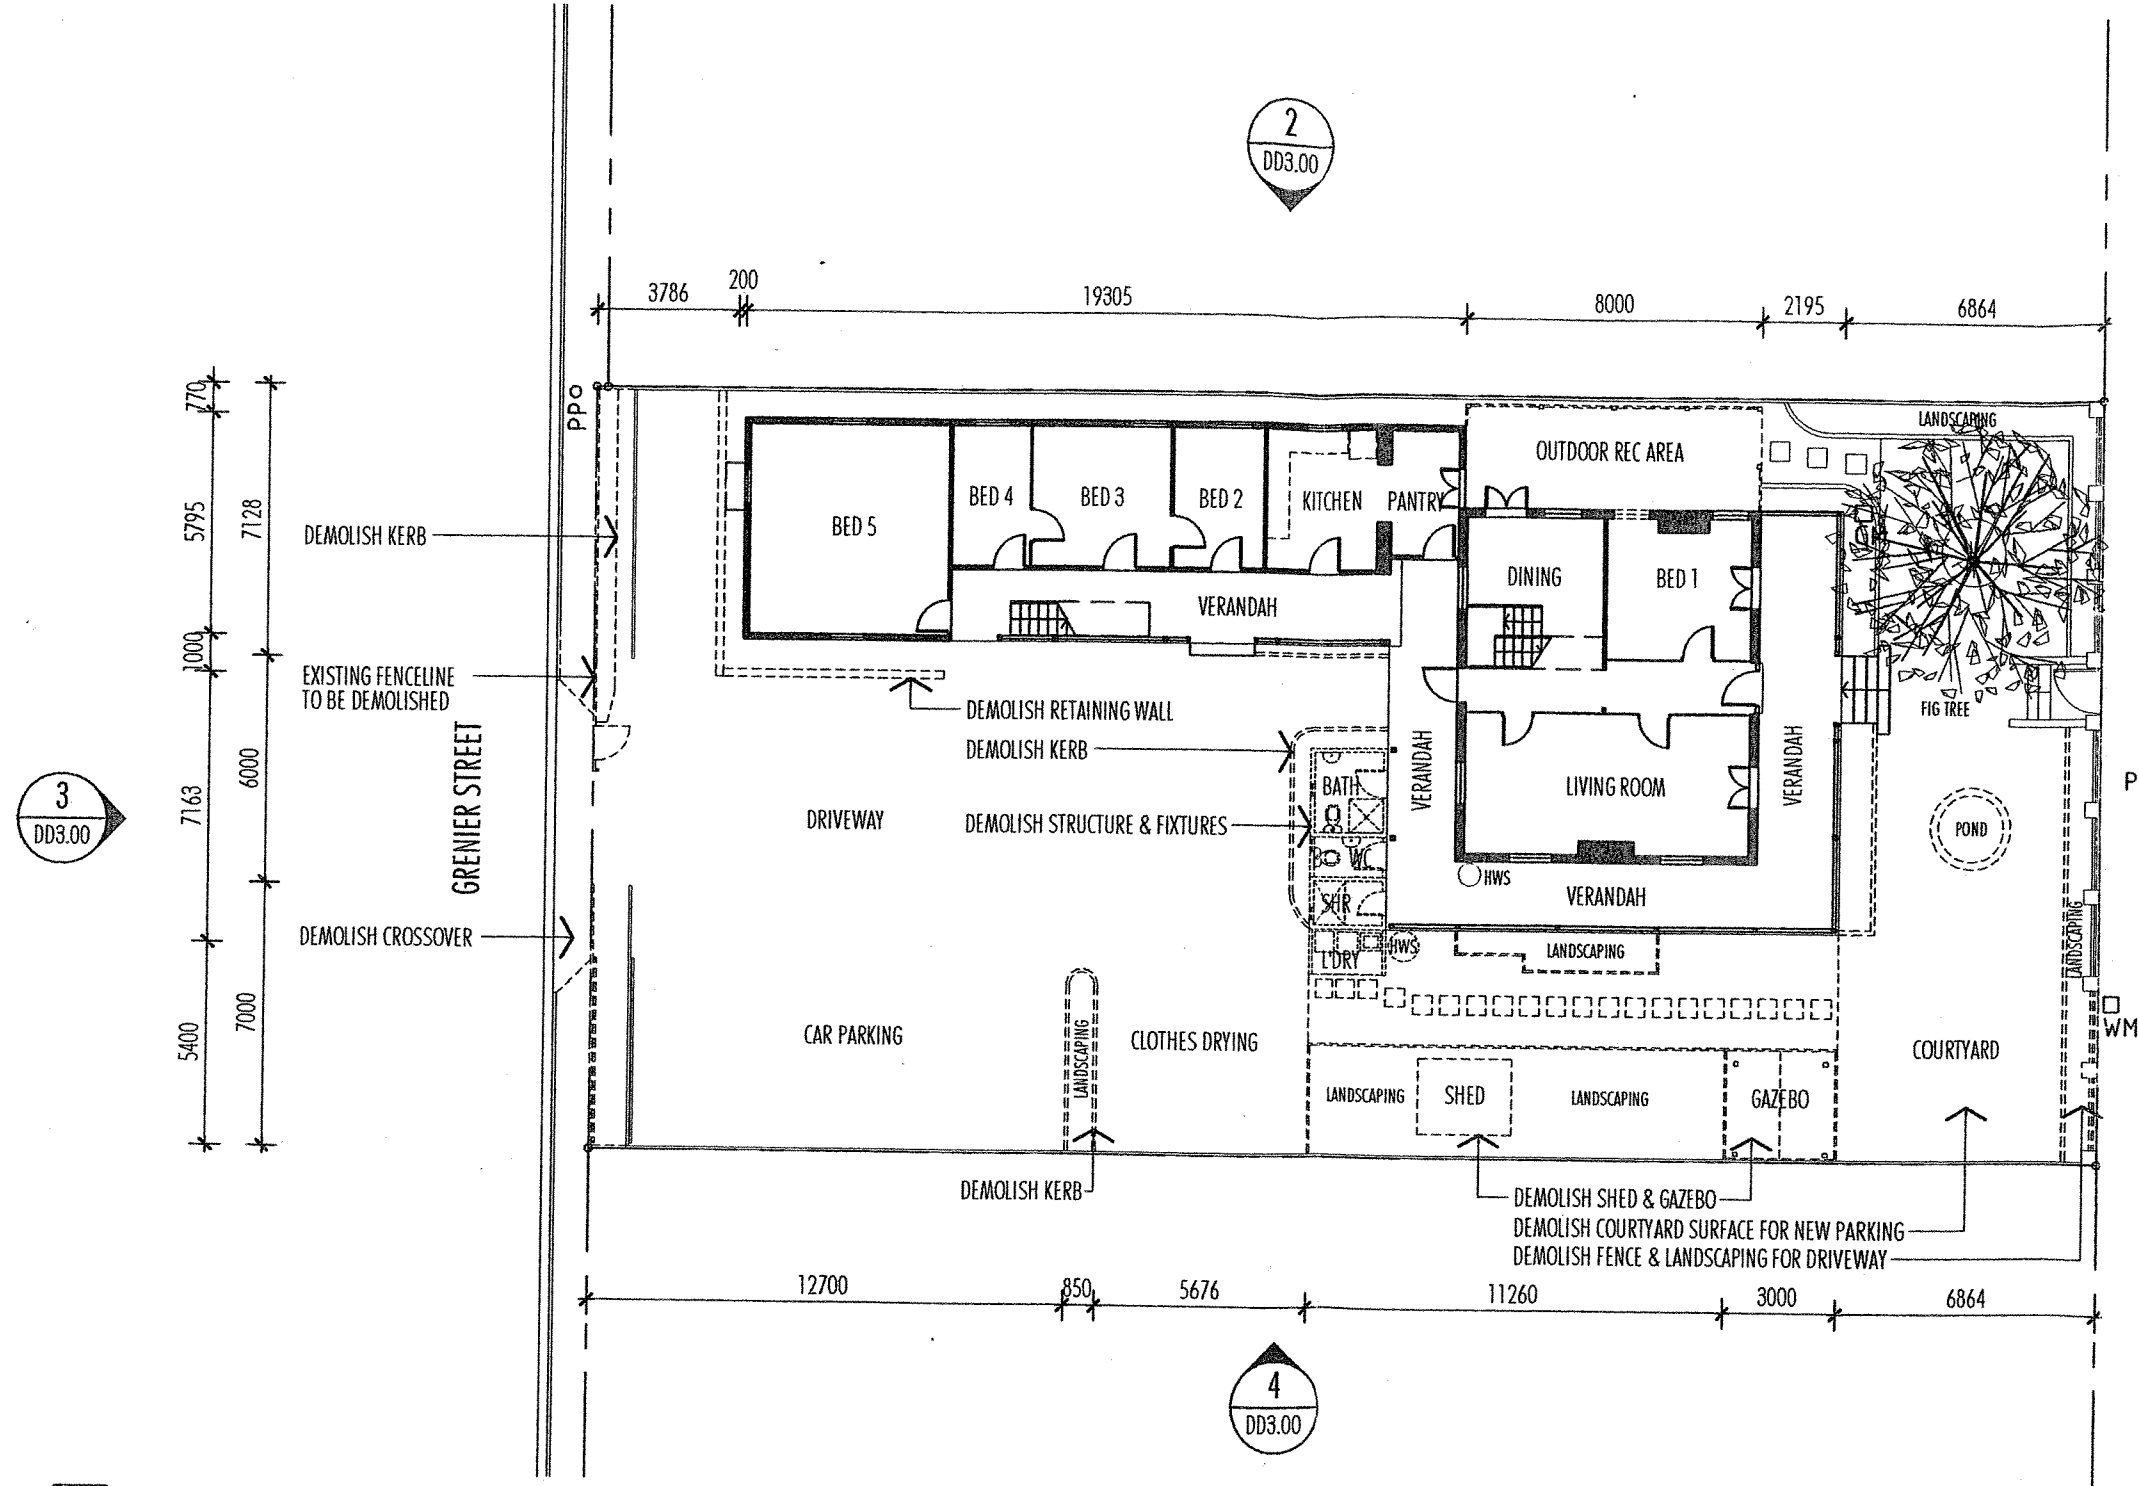 2
DD3.00
3786
200
19305
8000
2195
6864
770
5795
1000
7163
5400
7128
6000
7000
PP
LANDSCAPING
OUTDOOR REC AREA
BED 5
BED 4
BED 3
BED 2
KITCHEN
PANTRY
DEMOLISH KERB
DINING
BED 1
VERANDAH
EXISTING FENCELINE
TO BE DEMOLISHED
DEMOLISH RETAINING WALL
FIG TREE
GRENIER STREET
DEMOLISH KERB
VERANDAH
VERANDAH
3
DD3.00
BATH
LIVING ROOM
P
DRIVEWAY
DEMOLISH STRUCTURE & FIXTURES
POND
WC
HWS
SHR
VERANDAH
DEMOLISH CROSSOVER
HWS
L'DRY
LANDSCAPING
LANDSCAPING
WM
CAR PARKING
LANDSCAPING
CLOTHES DRYING
COURTYARD
LANDSCAPING
SHED
LANDSCAPING
GAZEBO
DEMOLISH KERB
DEMOLISH SHED & GAZEBO
DEMOLISH COURTYARD SURFACE FOR NEW PARKING
DEMOLISH FENCE & LANDSCAPING FOR DRIVEWAY
12700
850
5676
11260
3000
6864
4
DD3.00